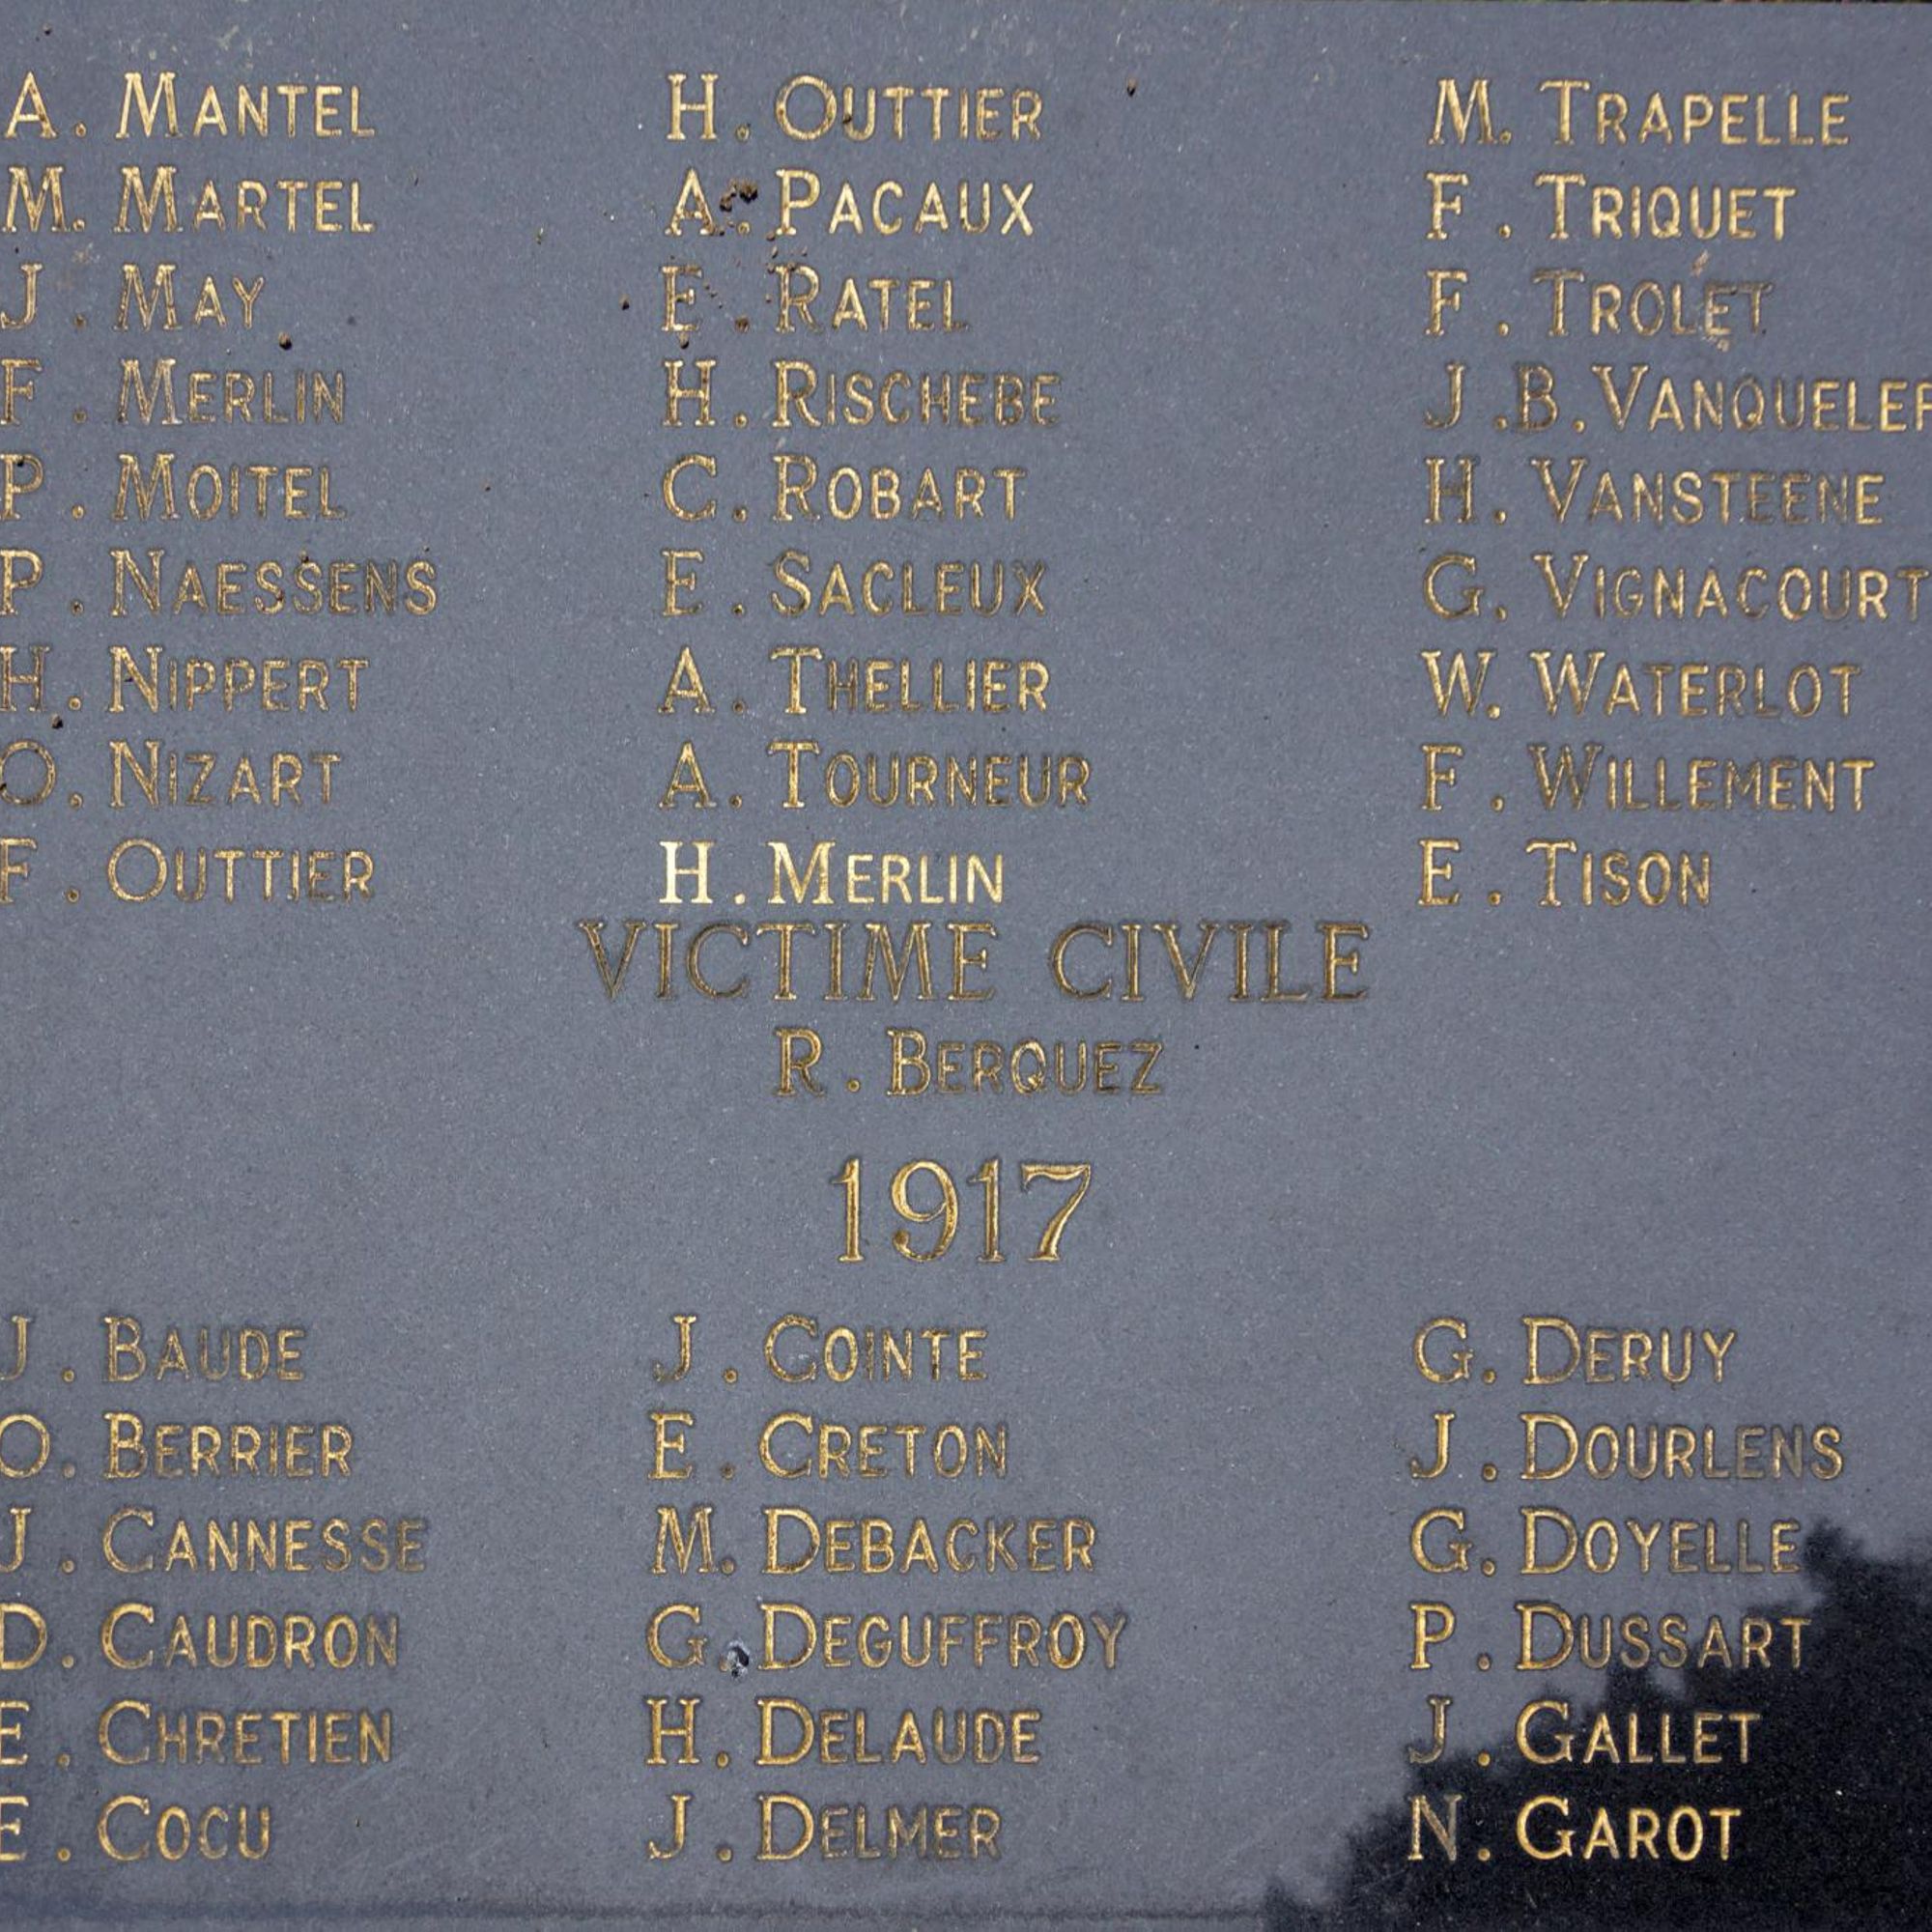 A. MANTEL H. OUTTIER M. TRAPELLE
M. MARTEL A. PACAUX F. TRIQUET
J. MAY E. RATEL F. TROLET
F. MERLIN H. RISCHEBE J.B.
P. MOITEL C. ROBART H. VANSTEENE
P. NAESSENS E. SACLEUX G. VIGNACOURT
H. NIPPERT A. THELLIER W. WATERLOT
O. NIZART A. TOURNEUR F. WILLEMENT
F. OUTTIER H. MERLIN E. TISON
VICTIME CIVILE
R. BERQUEZ
1917
J. BAUDE J. COINTE G. DERUY
O. BERRIER E. CRETON J. DOURLENS
J. CANNESSE M. DEBACKER G. DOYELLE
D. CAUDRON G. DEGUFFROY P. DUSSART
E. CHRETIEN H. DELAUDE J. GALLET
E. COCU J. DELMER N. GAROT